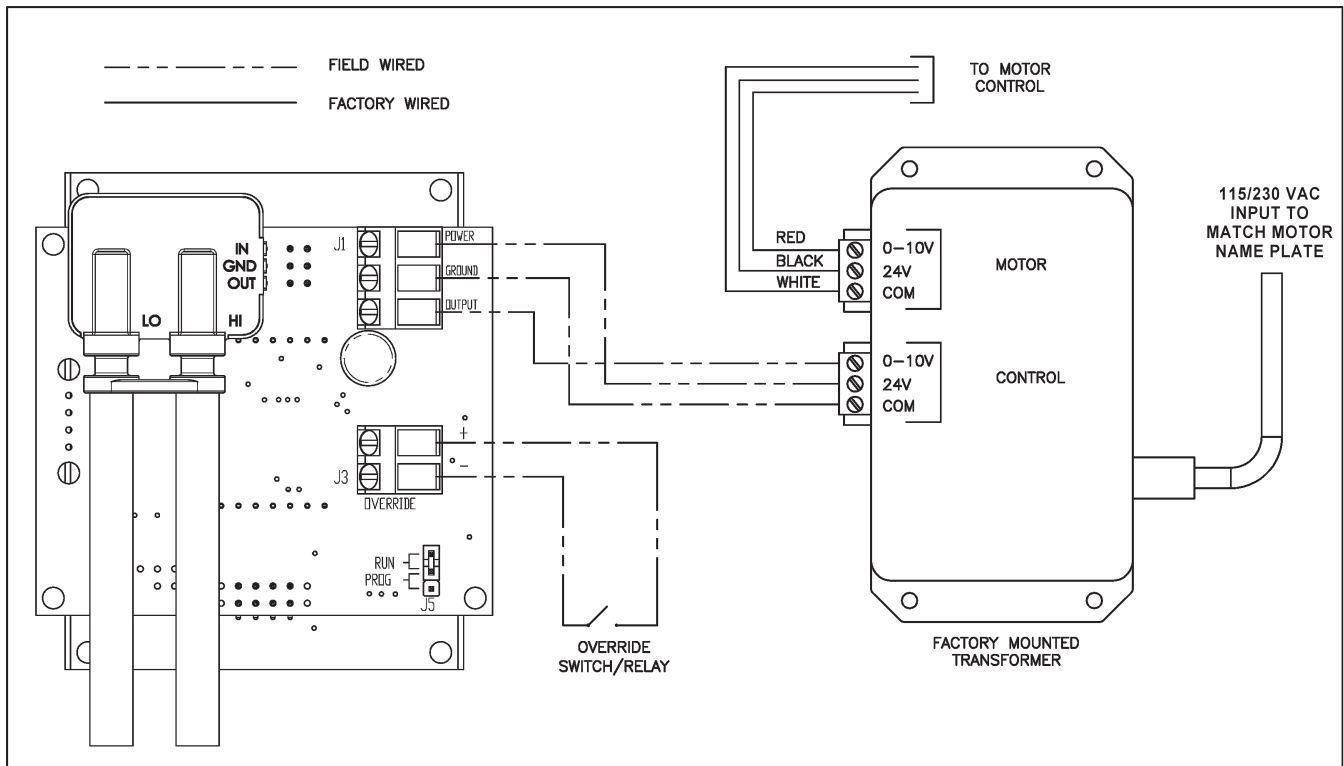 FIELD WIRED
FACTORY WIRED
TO MOTOR
CONTROL
115/230 VAC
INPUT TO
MATCH MOTOR
NAME PLATE
IN
GND
OUT
LO
HI
J1
POWER
GROUND
OUTPUT
RED
BLACK
WHITE
0-10V
24V
COM
MOTOR
0-10V
24V
COM
CONTROL
+
-
J3
OVERRIDE
RUN
PROG
J5
OVERRIDE
SWITCH/RELAY
FACTORY MOUNTED
TRANSFORMER